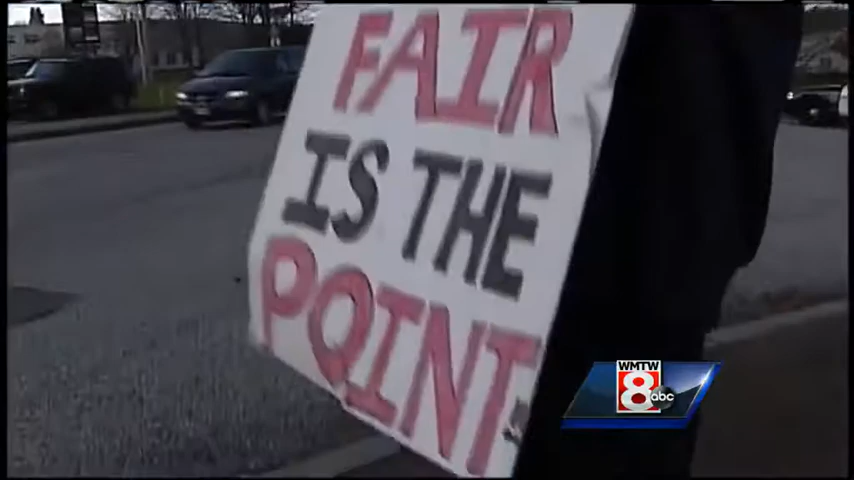 FAIR
IS THE
POINT
WMTW
8
abc